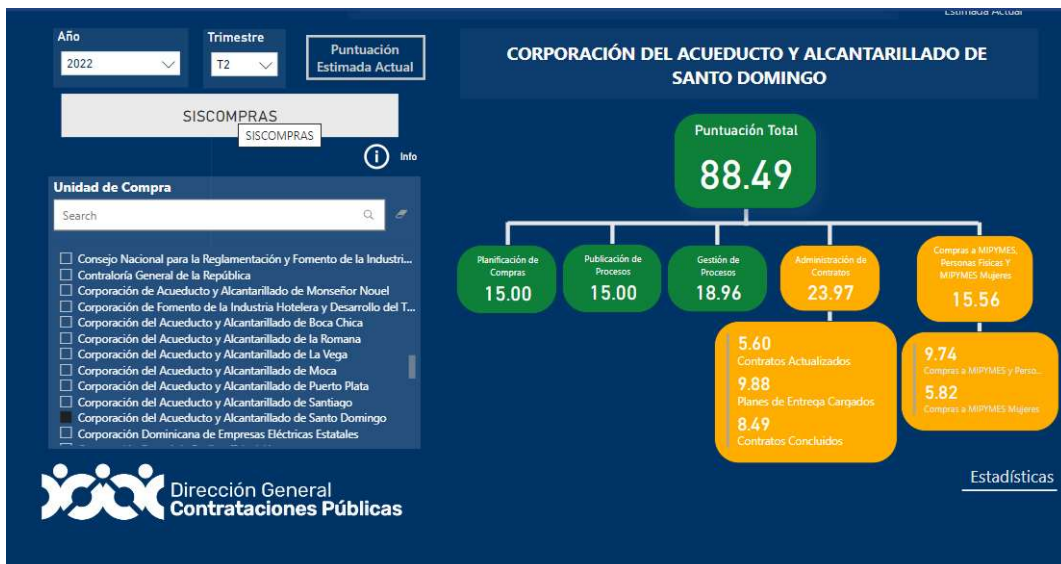 Estimada Actual
Año
Trimestre
2022
T2
Puntuación
Estimada Actual
SISCOMPRAS
SISCOMPRAS
Info
Unidad de Compra
Search
Consejo Nacional para la Reglamentación y Fomento de la Industri...
Contraloría General de la República
Corporación de Acueducto y Alcantarillado de Monseñor Nouel
Corporación de Fomento de la Industria Hotelera y Desarrollo del T...
Corporación del Acueducto y Alcantarillado de Boca Chica
Corporación del Acueducto y Alcantarillado de la Romana
Corporación del Acueducto y Alcantarillado de La Vega
Corporación del Acueducto y Alcantarillado de Moca
Corporación del Acueducto y Alcantarillado de Puerto Plata
Corporación del Acueducto y Alcantarillado de Santiago
Corporación del Acueducto y Alcantarillado de Santo Domingo
Corporación Dominicana de Empresas Eléctricas Estatales
Dirección General
Contrataciones Públicas
CORPORACIÓN DEL ACUEDUCTO Y ALCANTARILLADO DE
SANTO DOMINGO
Puntuación Total
88.49
Planificación de
Compras
15.00
Publicación de
Procesos
15.00
Gestión de
Procesos
18.96
Administración de
Contratos
23.97
Compras a MIPYMES,
Personas Físicas Y
MIPYMES Mujeres
15.56
5.60
Contratos Actualizados
9.88
Planes de Entrega Cargados
8.49
Contratos Concluidos
9.74
Compras a MIPYMES y Perso...
5.82
Compras a MIPYMES Mujeres
Estadísticas